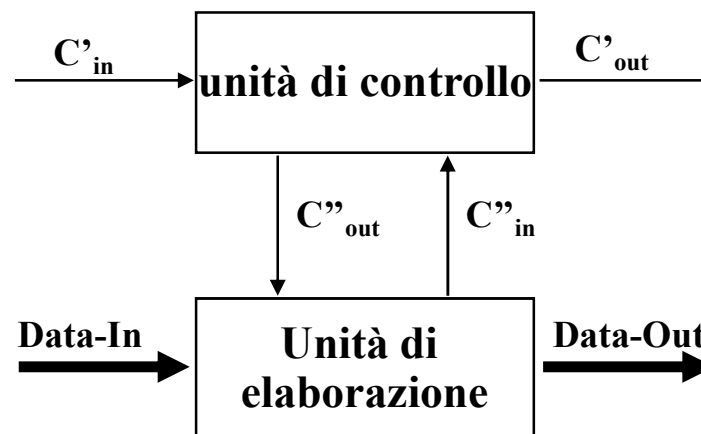 C’in
unità di controllo
C’out
C”out
C”in
Data-In
Unità di
elaborazione
Data-Out